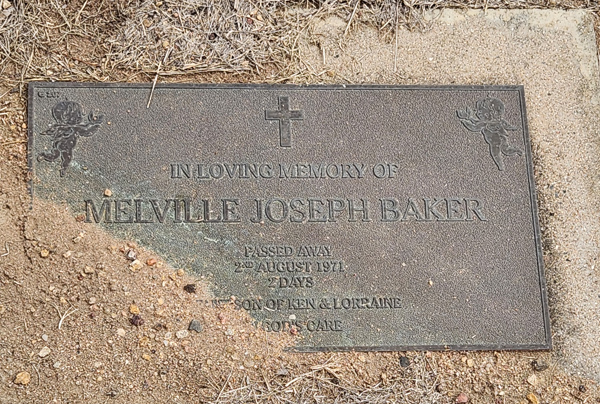 IN LOVING MEMORY OF
MELVILLE JOSEPH BAKER
PASSED AWAY
2ND AUGUST 1971
2 DAYS
SON OF KEN & LORRAINE
GOD'S CARE